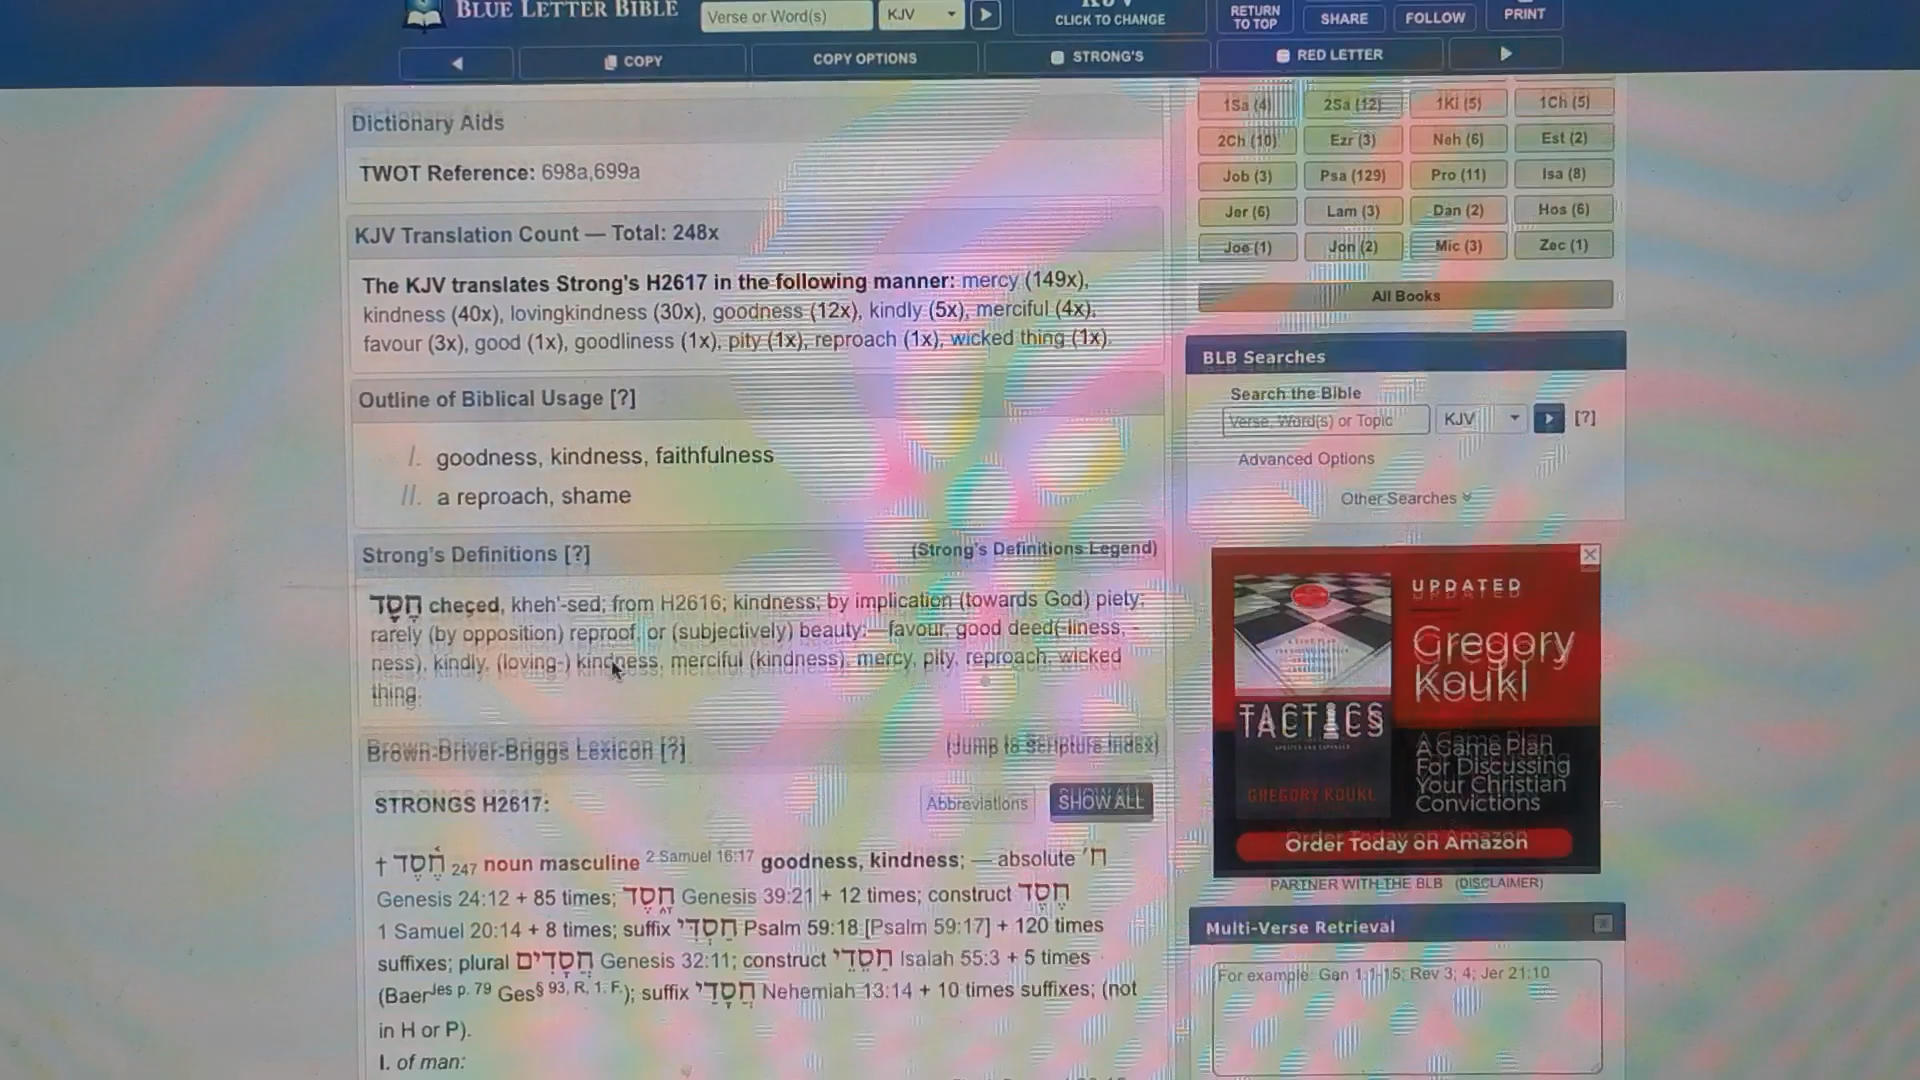 BLUE LETTER BIBLE
Verse or Word(s)
KJV
CLICK TO CHANGE
RETURN
TO TOP
SHARE
FOLLOW
PRINT
COPY
COPY OPTIONS
STRONG'S
RED LETTER
Dictionary Aids
TWOT Reference: 698a,699a
KJV Translation Count — Total: 248x
The KJV translates Strong's H2617 in the following manner: mercy (149x),
kindness (40x), lovingkindness (30x), goodness (12x), kindly (5x), merciful (4x),
favour (3x), good (1x), goodliness (1x), pity (1x), reproach (1x), wicked thing (1x).
Outline of Biblical Usage [?]
I. goodness, kindness, faithfulness
II. a reproach, shame
Strong's Definitions [?]
(Strong's Definitions Legend)
חֵסֵד cheçed, kheh'-sed; from H2616; kindness; by implication (towards God) piety;
rarely (by opposition) reproof, or (subjectively) beauty:—favour, good deed(-liness, -
ness), kindly, (loving-) kindness, merciful (kindness), mercy, pity, reproach, wicked
thing.
Brown-Driver-Briggs Lexicon [?]
(Jump to Scripture Index)
STRONGS H2617:
Abbreviations
SHOW ALL
† חֶ֫סֶד 247 noun masculine 2 Samuel 16:17 goodness, kindness; — absolute ח׳
Genesis 24:12 + 85 times; חָ֑סֶד Genesis 39:21 + 12 times; construct חֶסֶד
1 Samuel 20:14 + 8 times; suffix חַסְדִּי Psalm 59:18 [Psalm 59:17] + 120 times
suffixes; plural חֲסָדִים Genesis 32:11; construct חַסְדֵי Isaiah 55:3 + 5 times
(Baer Jes p. 79 Ges§ 93, R, 1. F.); suffix חֲסָדַי Nehemiah 13:14 + 10 times suffixes; (not
in H or P).
I. of man:
1Sa (4) 2Sa (12) 1Ki (5) 1Ch (5)
2Ch (10) Ezr (3) Neh (6) Est (2)
Job (3) Psa (129) Pro (11) Isa (8)
Jer (6) Lam (3) Dan (2) Hos (6)
Joe (1) Jon (2) Mic (3) Zec (1)
All Books
BLB Searches
Search the Bible
Verse, Word(s) or Topic
KJV
[?]
Advanced Options
Other Searches
UPDATED
Gregory
Koukl
TACTICS
UPDATED AND EXPANDED
GREGORY KOUKL
A Game Plan
For Discussing
Your Christian
Convictions
Order Today on Amazon
PARTNER WITH THE BLB (DISCLAIMER)
Multi-Verse Retrieval
x
For example: Gen 1:1-15; Rev 3; 4; Jer 21:10